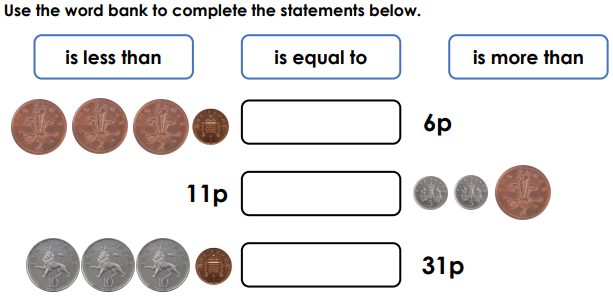 Use the word bank to complete the statements below.
is less than is equal to is more than
6p
11p
31p